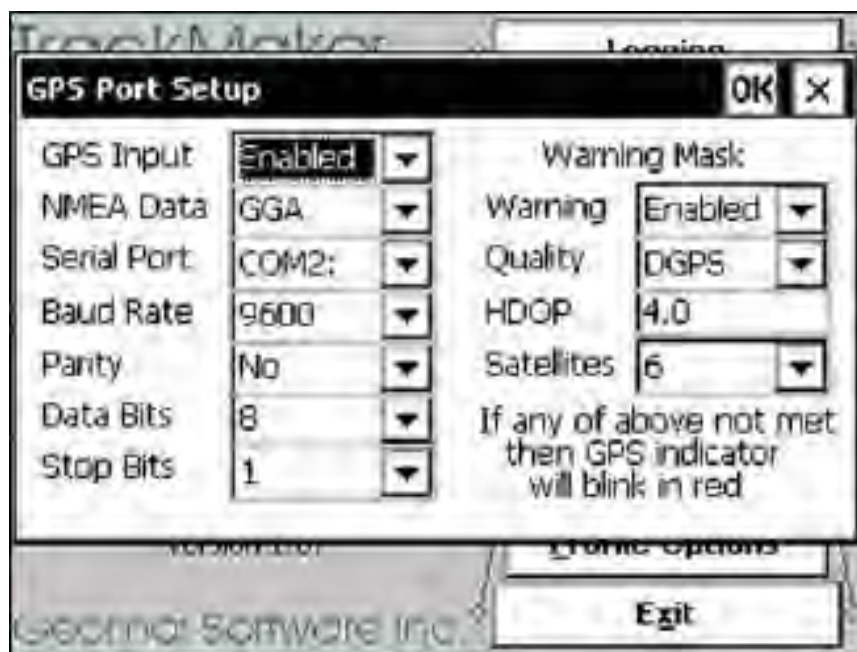 TrackMaker
Logging
GPS Port Setup
OK
GPS Input Enabled
NMEA Data GGA
Serial Port COM2:
Baud Rate 9600
Parity No
Data Bits 8
Stop Bits 1
Warning Mask
Warning Enabled
Quality DGPS
HDOP 4.0
Satellites 6
If any of above not met
then GPS indicator
will blink in red
Options
Exit
Software Inc.